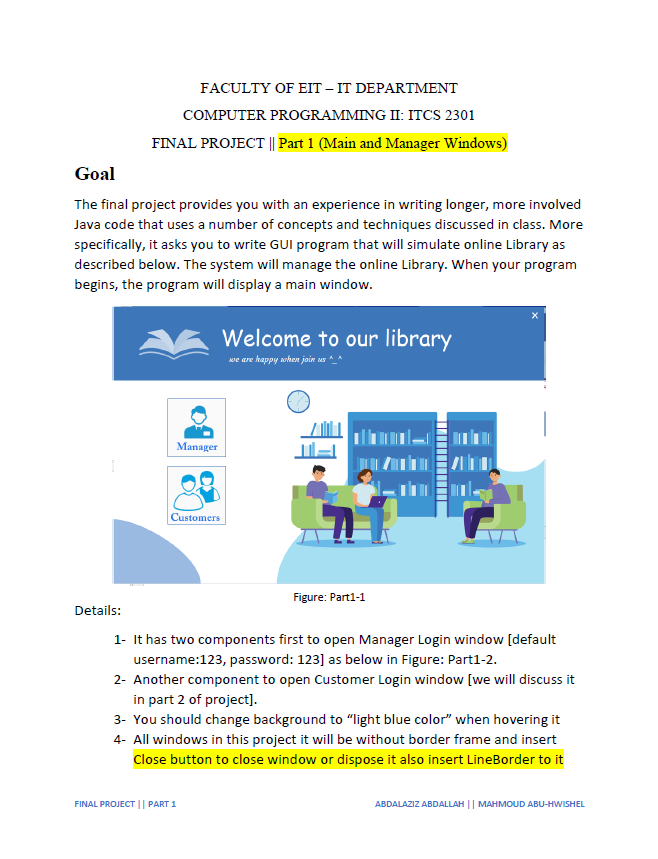 FACULTY OF EIT – IT DEPARTMENT
COMPUTER PROGRAMMING II: ITCS 2301
FINAL PROJECT || Part 1 (Main and Manager Windows)
Goal
The final project provides you with an experience in writing longer, more involved
Java code that uses a number of concepts and techniques discussed in class. More
specifically, it asks you to write GUI program that will simulate online Library as
described below. The system will manage the online Library. When your program
begins, the program will display a main window.
×
Welcome to our library
we are happy when join us ^_^
Manager
Customers
Figure: Part1-1
Details:
1- It has two components first to open Manager Login window [default
username:123, password: 123] as below in Figure: Part1-2.
2- Another component to open Customer Login window [we will discuss it
in part 2 of project].
3- You should change background to “light blue color” when hovering it
4- All windows in this project it will be without border frame and insert
Close button to close window or dispose it also insert LineBorder to it
FINAL PROJECT || PART 1 ABDALAZIZ ABDALLAH || MAHMOUD ABU-HWISHEL